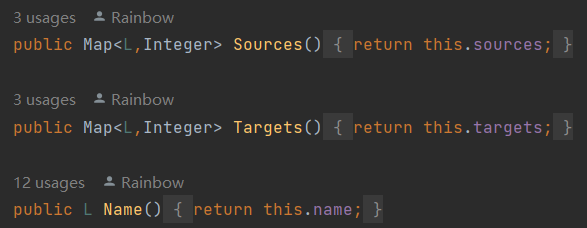 3 usages Rainbow
public Map<L,Integer> Sources() { return this.sources; }
3 usages Rainbow
public Map<L,Integer> Targets() { return this.targets; }
12 usages Rainbow
public L Name() { return this.name; }